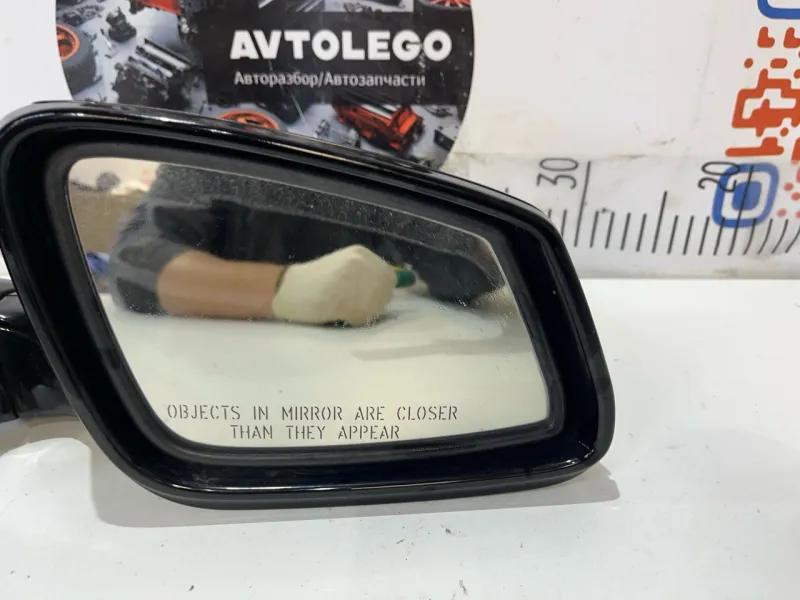 AVTOLEGO
Авторазбор/Автозапчасти
30
20
OBJECTS IN MIRROR ARE CLOSER
THAN THEY APPEAR